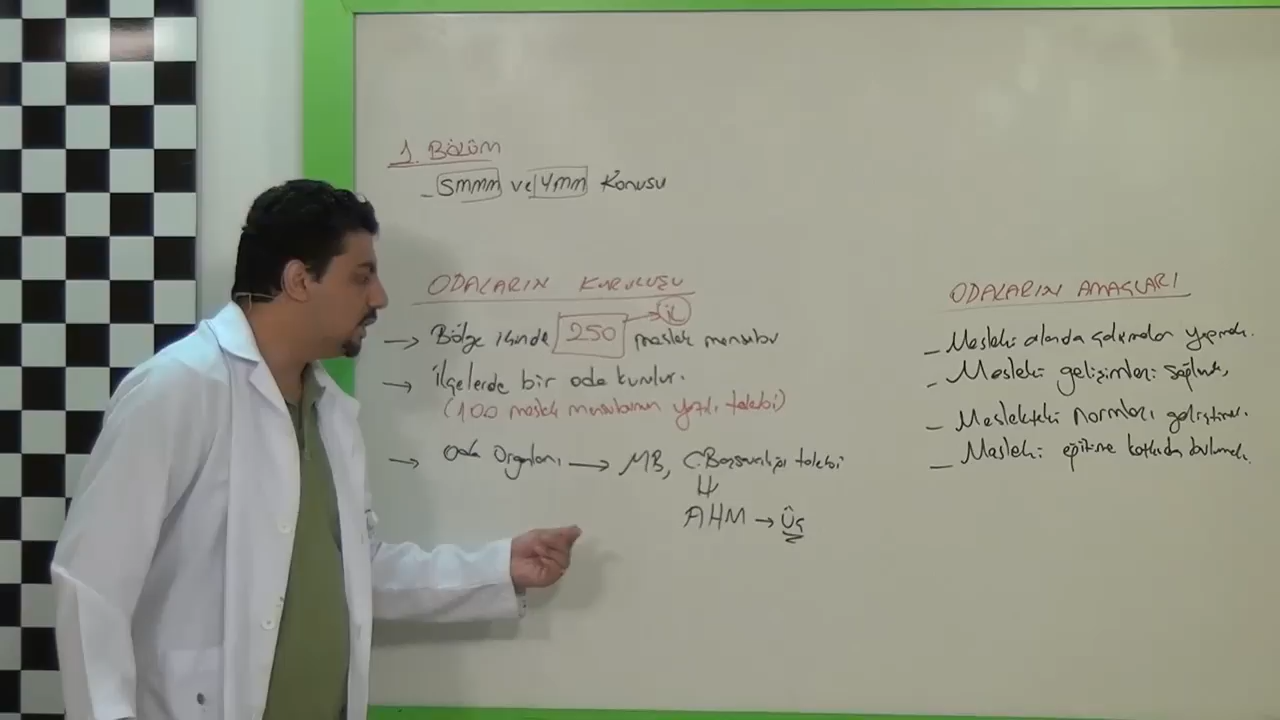 1. BÖLÜM
- SMMM ve YMM Konusu
ODALARIN KURULUŞU
→ Bölge içinde 250 → il meslek mensubu
→ İlçelerde bir oda kurulur.
(100 meslek mensubunun yazılı talebi)
→ Oda Organları → MB, C.Başsavcılığı talebi
⇓
AHM → Üç
ODALARIN AMAÇLARI
- Mesleki alanda çalışmalar yapmak.
- Mesleki gelişimleri sağlamak,
- Meslekteki normları geliştirmek.
- Mesleki eğitime katkıda bulunmak.